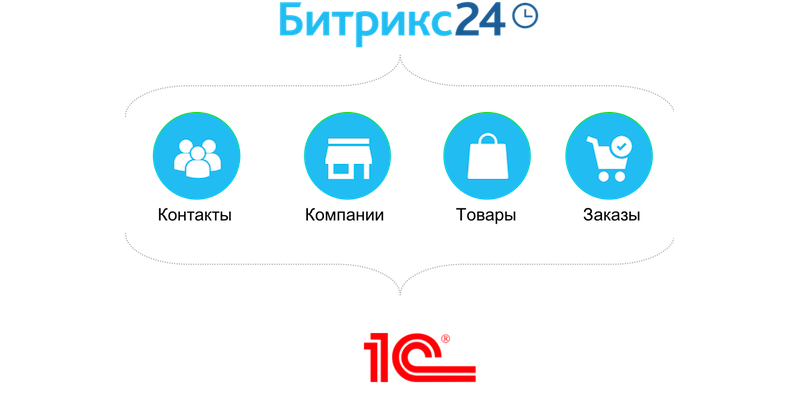 Битрикс24
Контакты Компании Товары Заказы
1С®